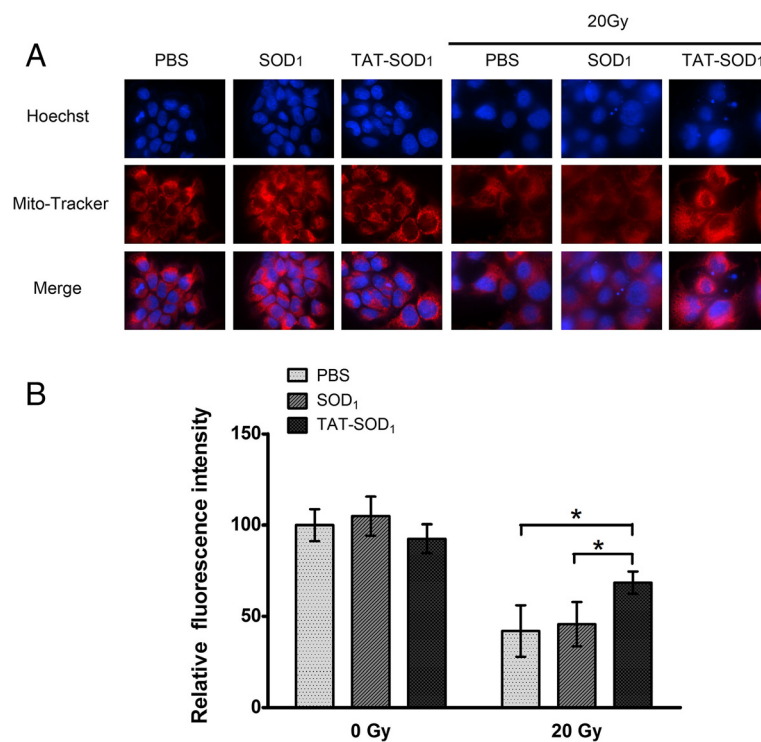 20Gy
A
PBS SOD1 TAT-SOD1 PBS SOD1 TAT-SOD1
Hoechst
Mito-Tracker
Merge
B
PBS
SOD1
TAT-SOD1
Relative fluorescence intensity
150
100
50
0
* 
*
0 Gy 20 Gy